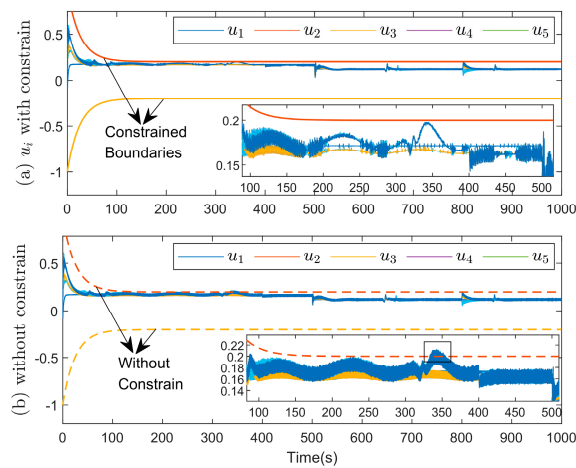 u1 u2 u3 u4 u5
0.5
0
-0.5
-1
(a) ui with constrain
Constrained
Boundaries
0.2
0.15
100 150 200 250 300 350 400 450 500
0 100 200 300 400 500 600 700 800 900 1000
u1 u2 u3 u4 u5
0.5
0
-0.5
-1
(b) without constrain
Without
Constrain
0.22
0.2
0.18
0.16
0.14
100 150 200 250 300 350 400 450 500
0 100 200 300 400 500 600 700 800 900 1000
Time(s)